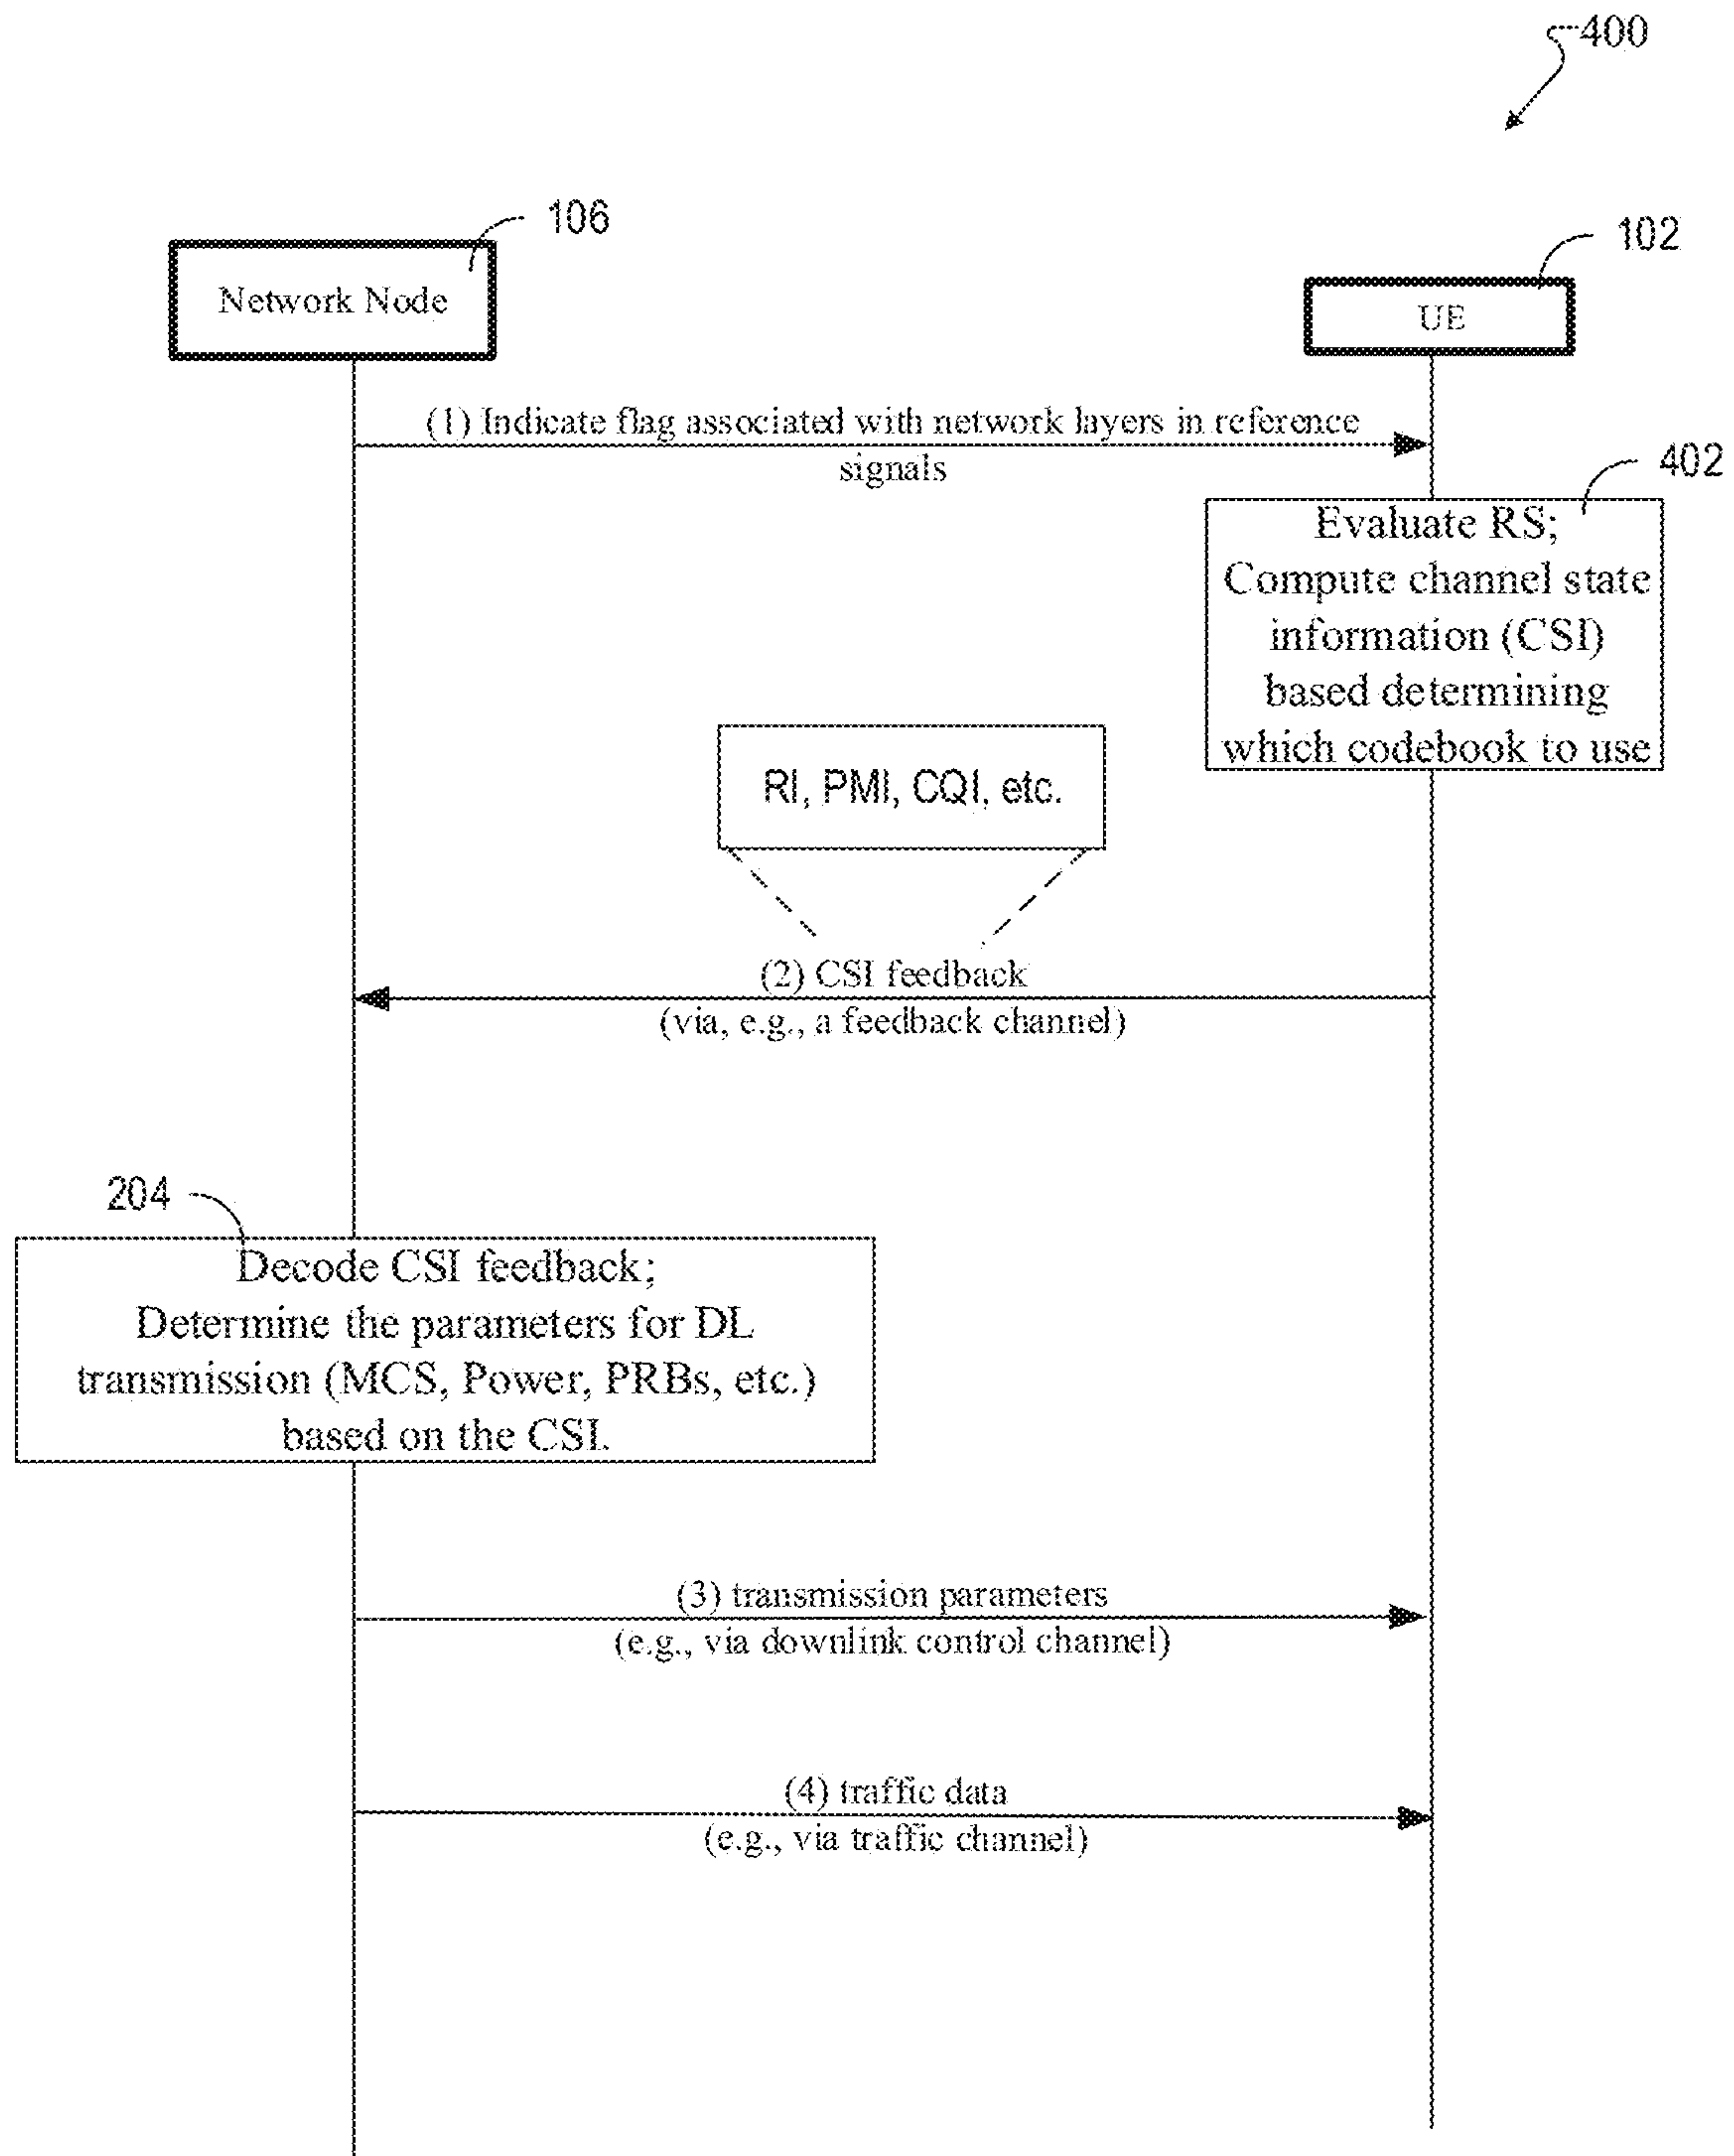 400
106
102
Network Node
UE
(1) Indicate flag associated with network layers in reference
signals
402
Evaluate RS;
Compute channel state
information (CSI)
based determining
which codebook to use
RI, PMI, CQI, etc.
(2) CSI feedback
(via, e.g., a feedback channel)
204
Decode CSI feedback;
Determine the parameters for DL
transmission (MCS, Power, PRBs, etc.)
based on the CSI.
(3) transmission parameters
(e.g., via downlink control channel)
(4) traffic data
(e.g., via traffic channel)